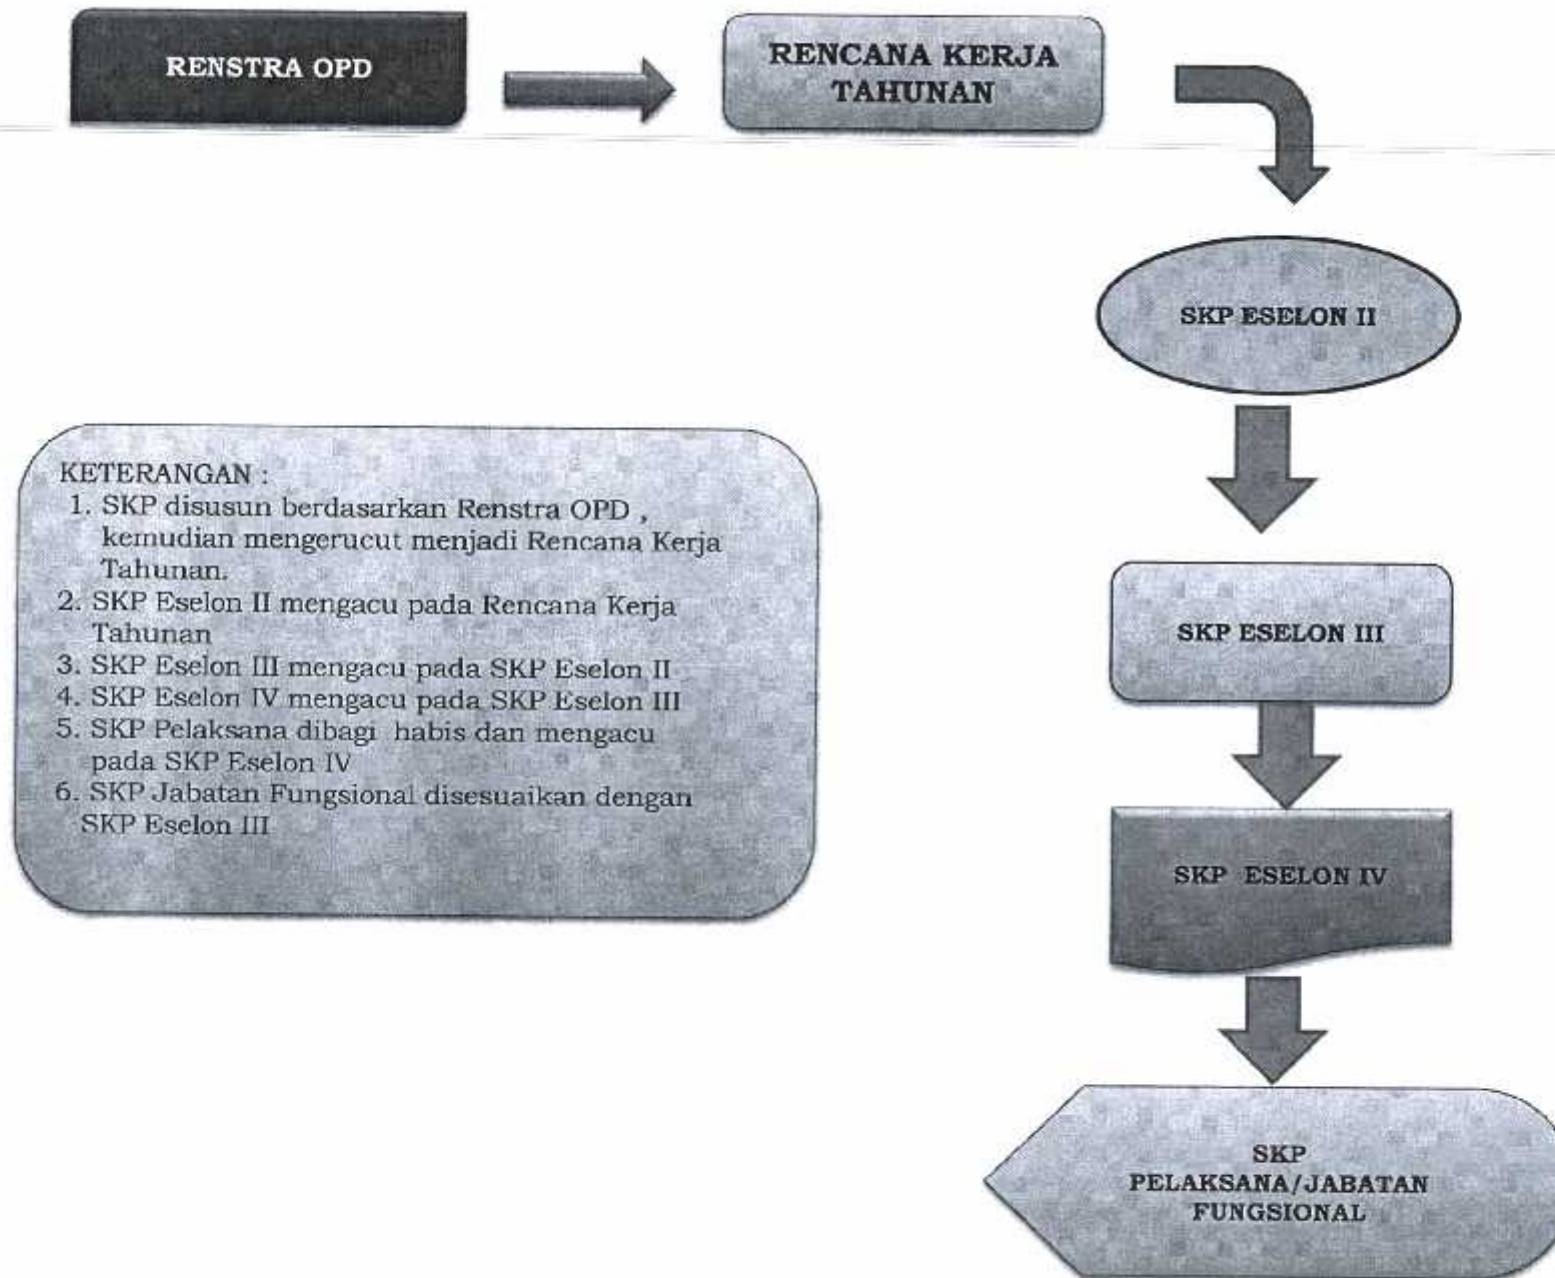 RENSTRA OPD
RENCANA KERJA
TAHUNAN
SKP ESELON II
KETERANGAN :
1. SKP disusun berdasarkan Renstra OPD ,
kemudian mengerucut menjadi Rencana Kerja
Tahunan.
2. SKP Eselon II mengacu pada Rencana Kerja
Tahunan
3. SKP Eselon III mengacu pada SKP Eselon II
4. SKP Eselon IV mengacu pada SKP Eselon III
5. SKP Pelaksana dibagi habis dan mengacu
pada SKP Eselon IV
6. SKP Jabatan Fungsional disesuaikan dengan
SKP Eselon III
SKP ESELON III
SKP ESELON IV
SKP
PELAKSANA/JABATAN
FUNGSIONAL